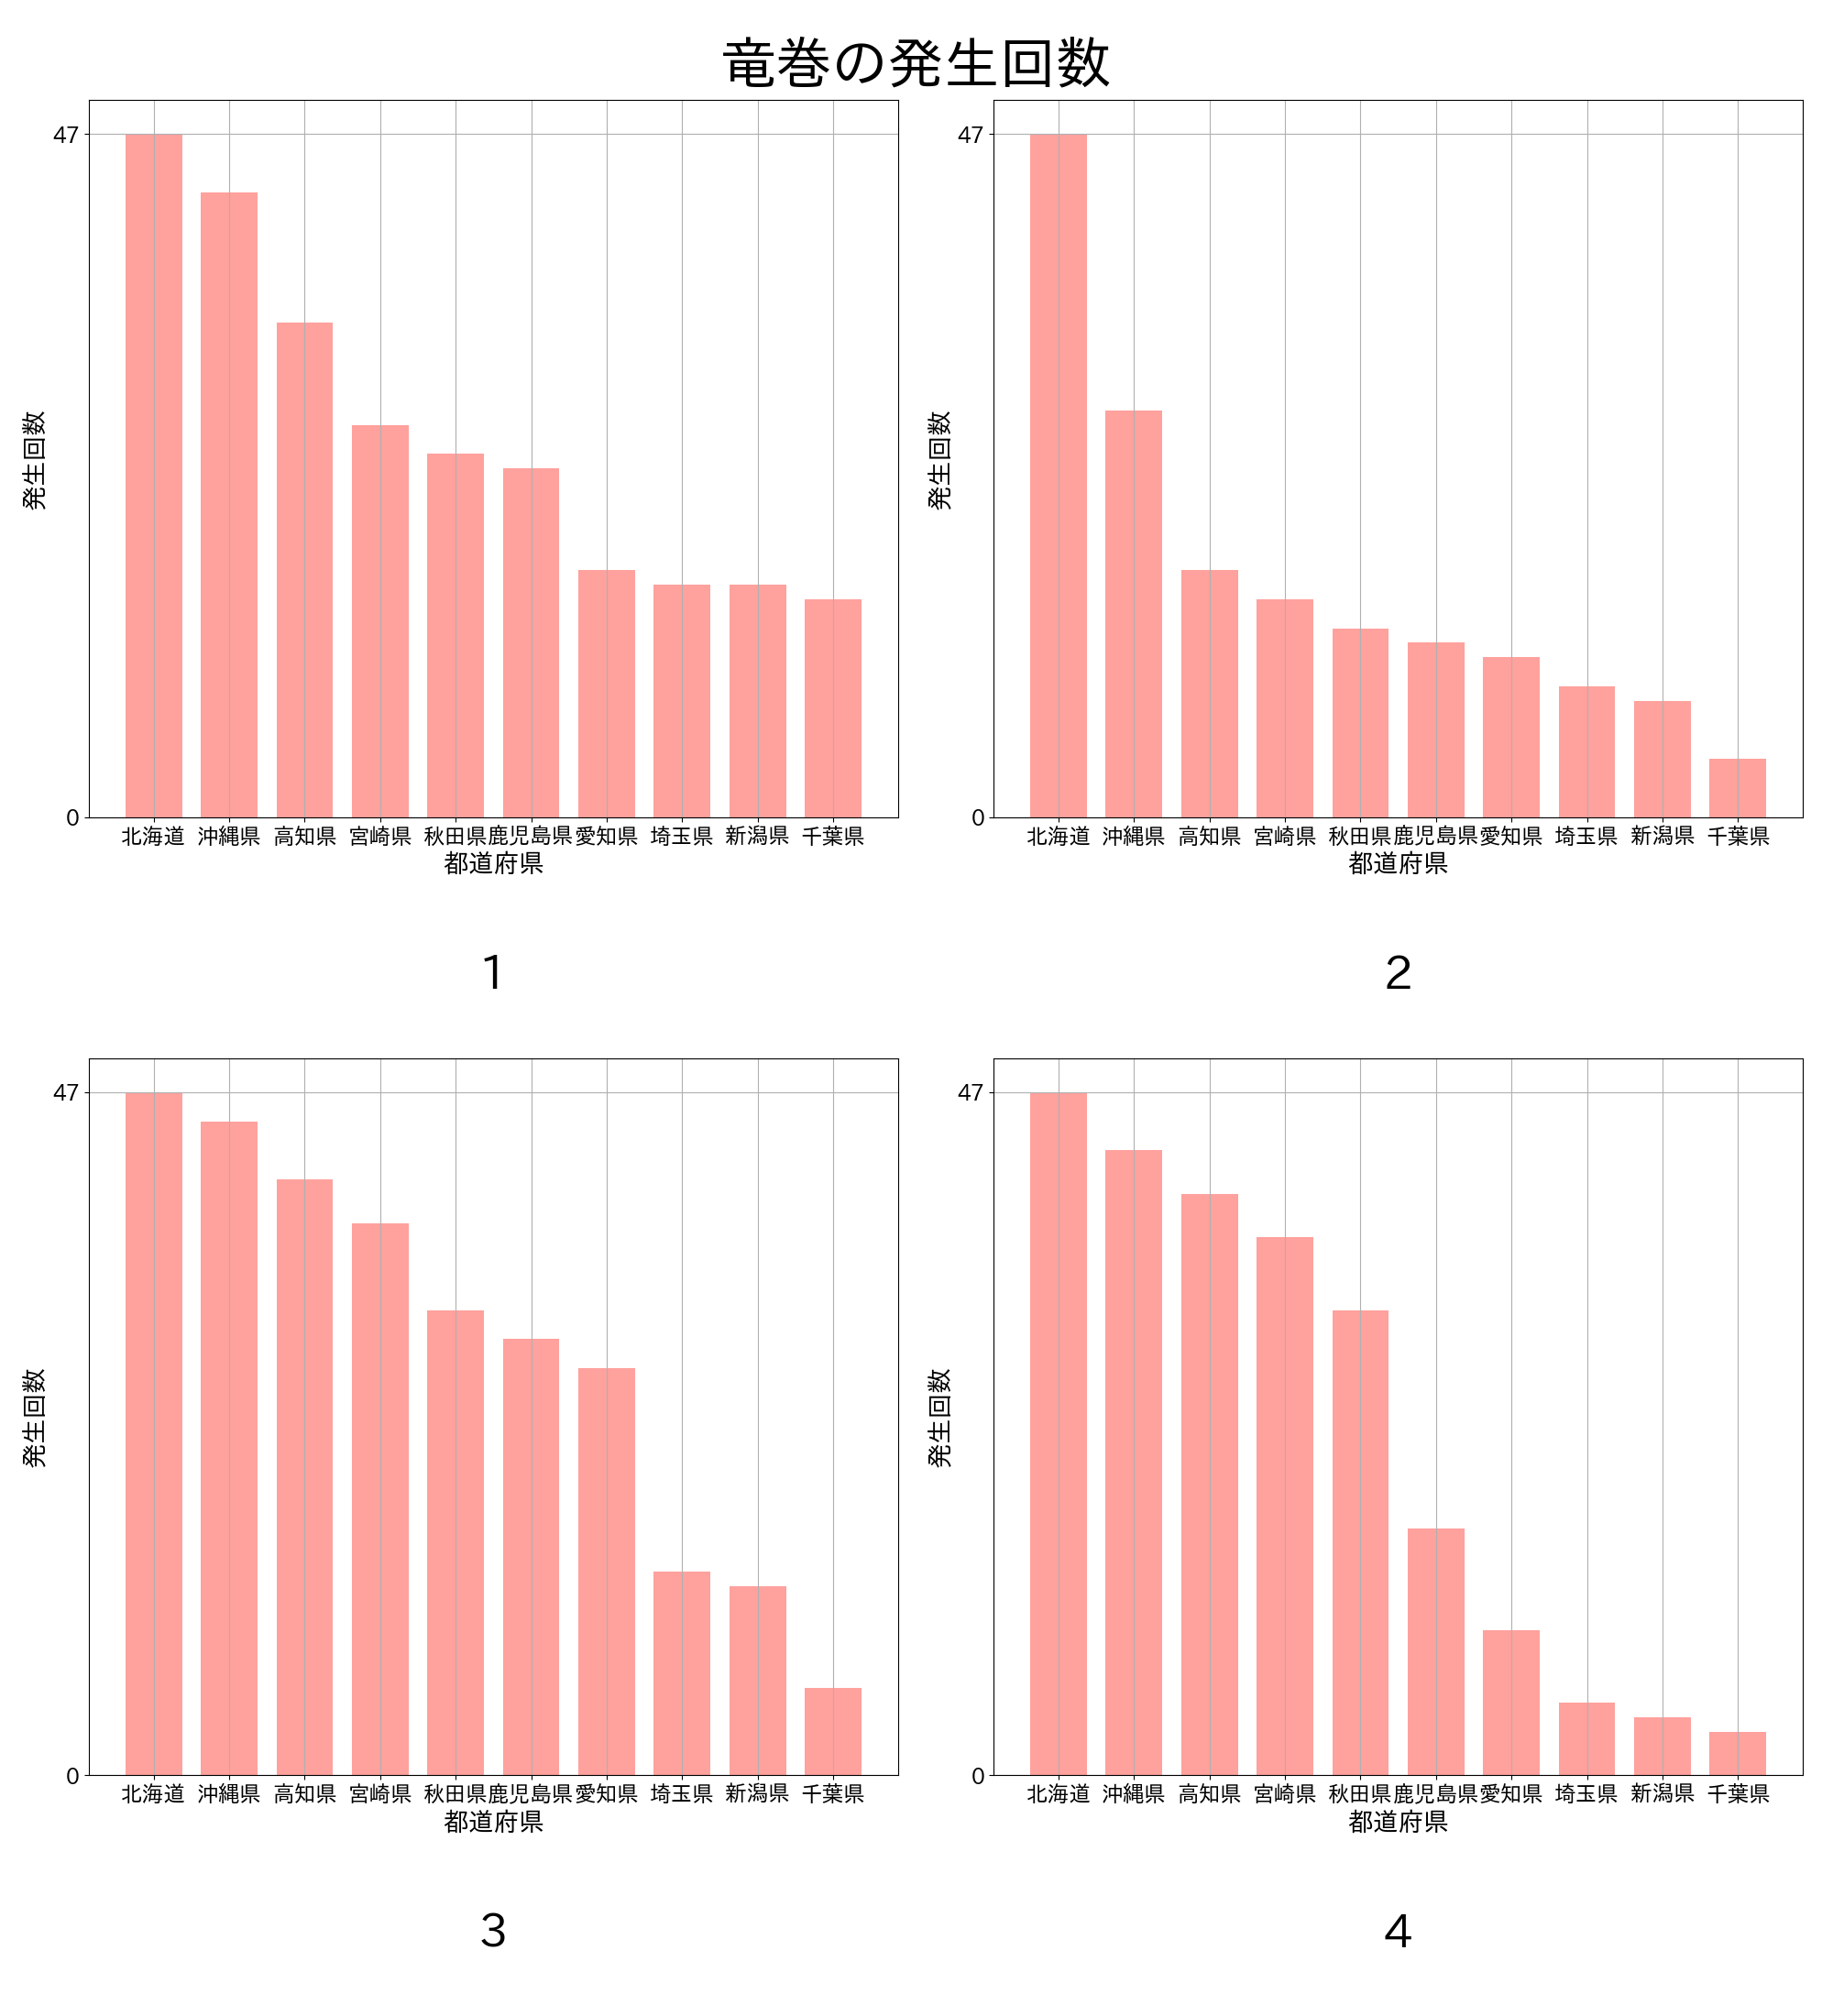 竜巻の発生回数
47
0
発生回数
北海道 沖縄県 高知県 宮崎県 秋田県 鹿児島県 愛知県 埼玉県 新潟県 千葉県
都道府県
1
47
0
発生回数
北海道 沖縄県 高知県 宮崎県 秋田県 鹿児島県 愛知県 埼玉県 新潟県 千葉県
都道府県
2
47
0
発生回数
北海道 沖縄県 高知県 宮崎県 秋田県 鹿児島県 愛知県 埼玉県 新潟県 千葉県
都道府県
3
47
0
発生回数
北海道 沖縄県 高知県 宮崎県 秋田県 鹿児島県 愛知県 埼玉県 新潟県 千葉県
都道府県
4